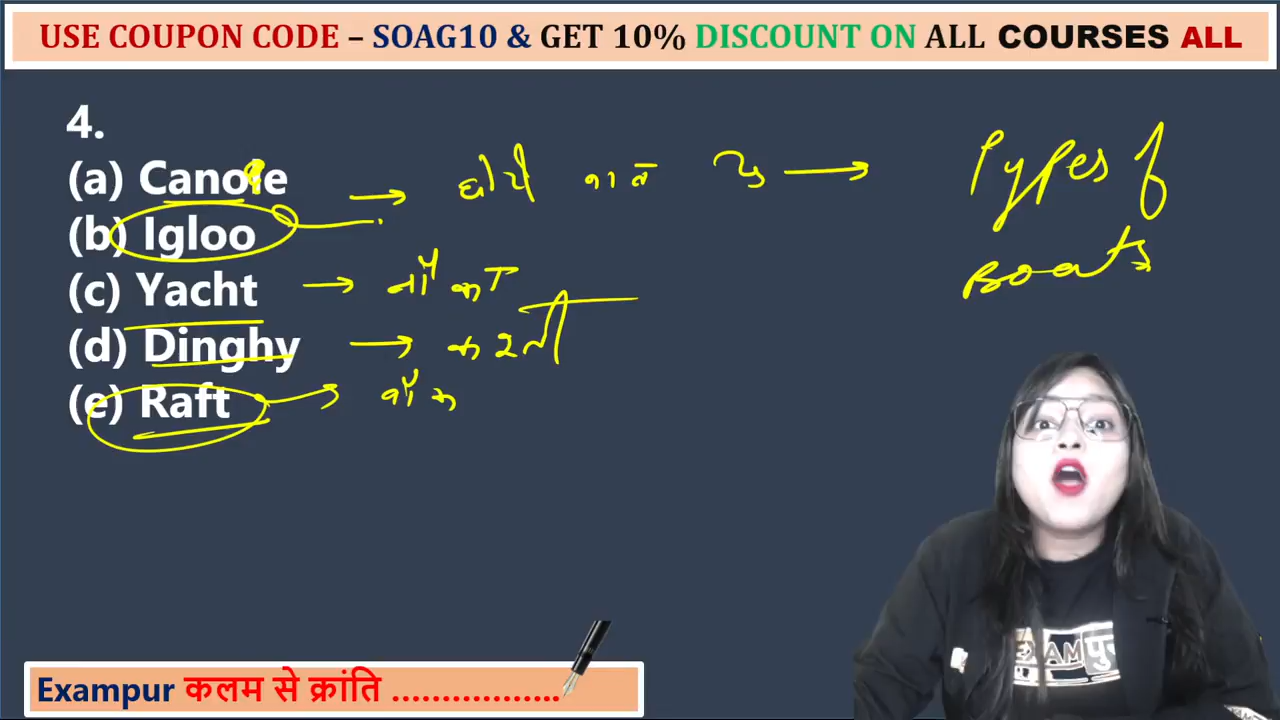 USE COUPON CODE – SOAG10 & GET 10% DISCOUNT ON ALL COURSES ALL
4.
(a) Canoie
(b) Igloo
(c) Yacht
(d) Dinghy
(e) Raft
Types of
Boats
Exampur कलम से क्रांति ..................